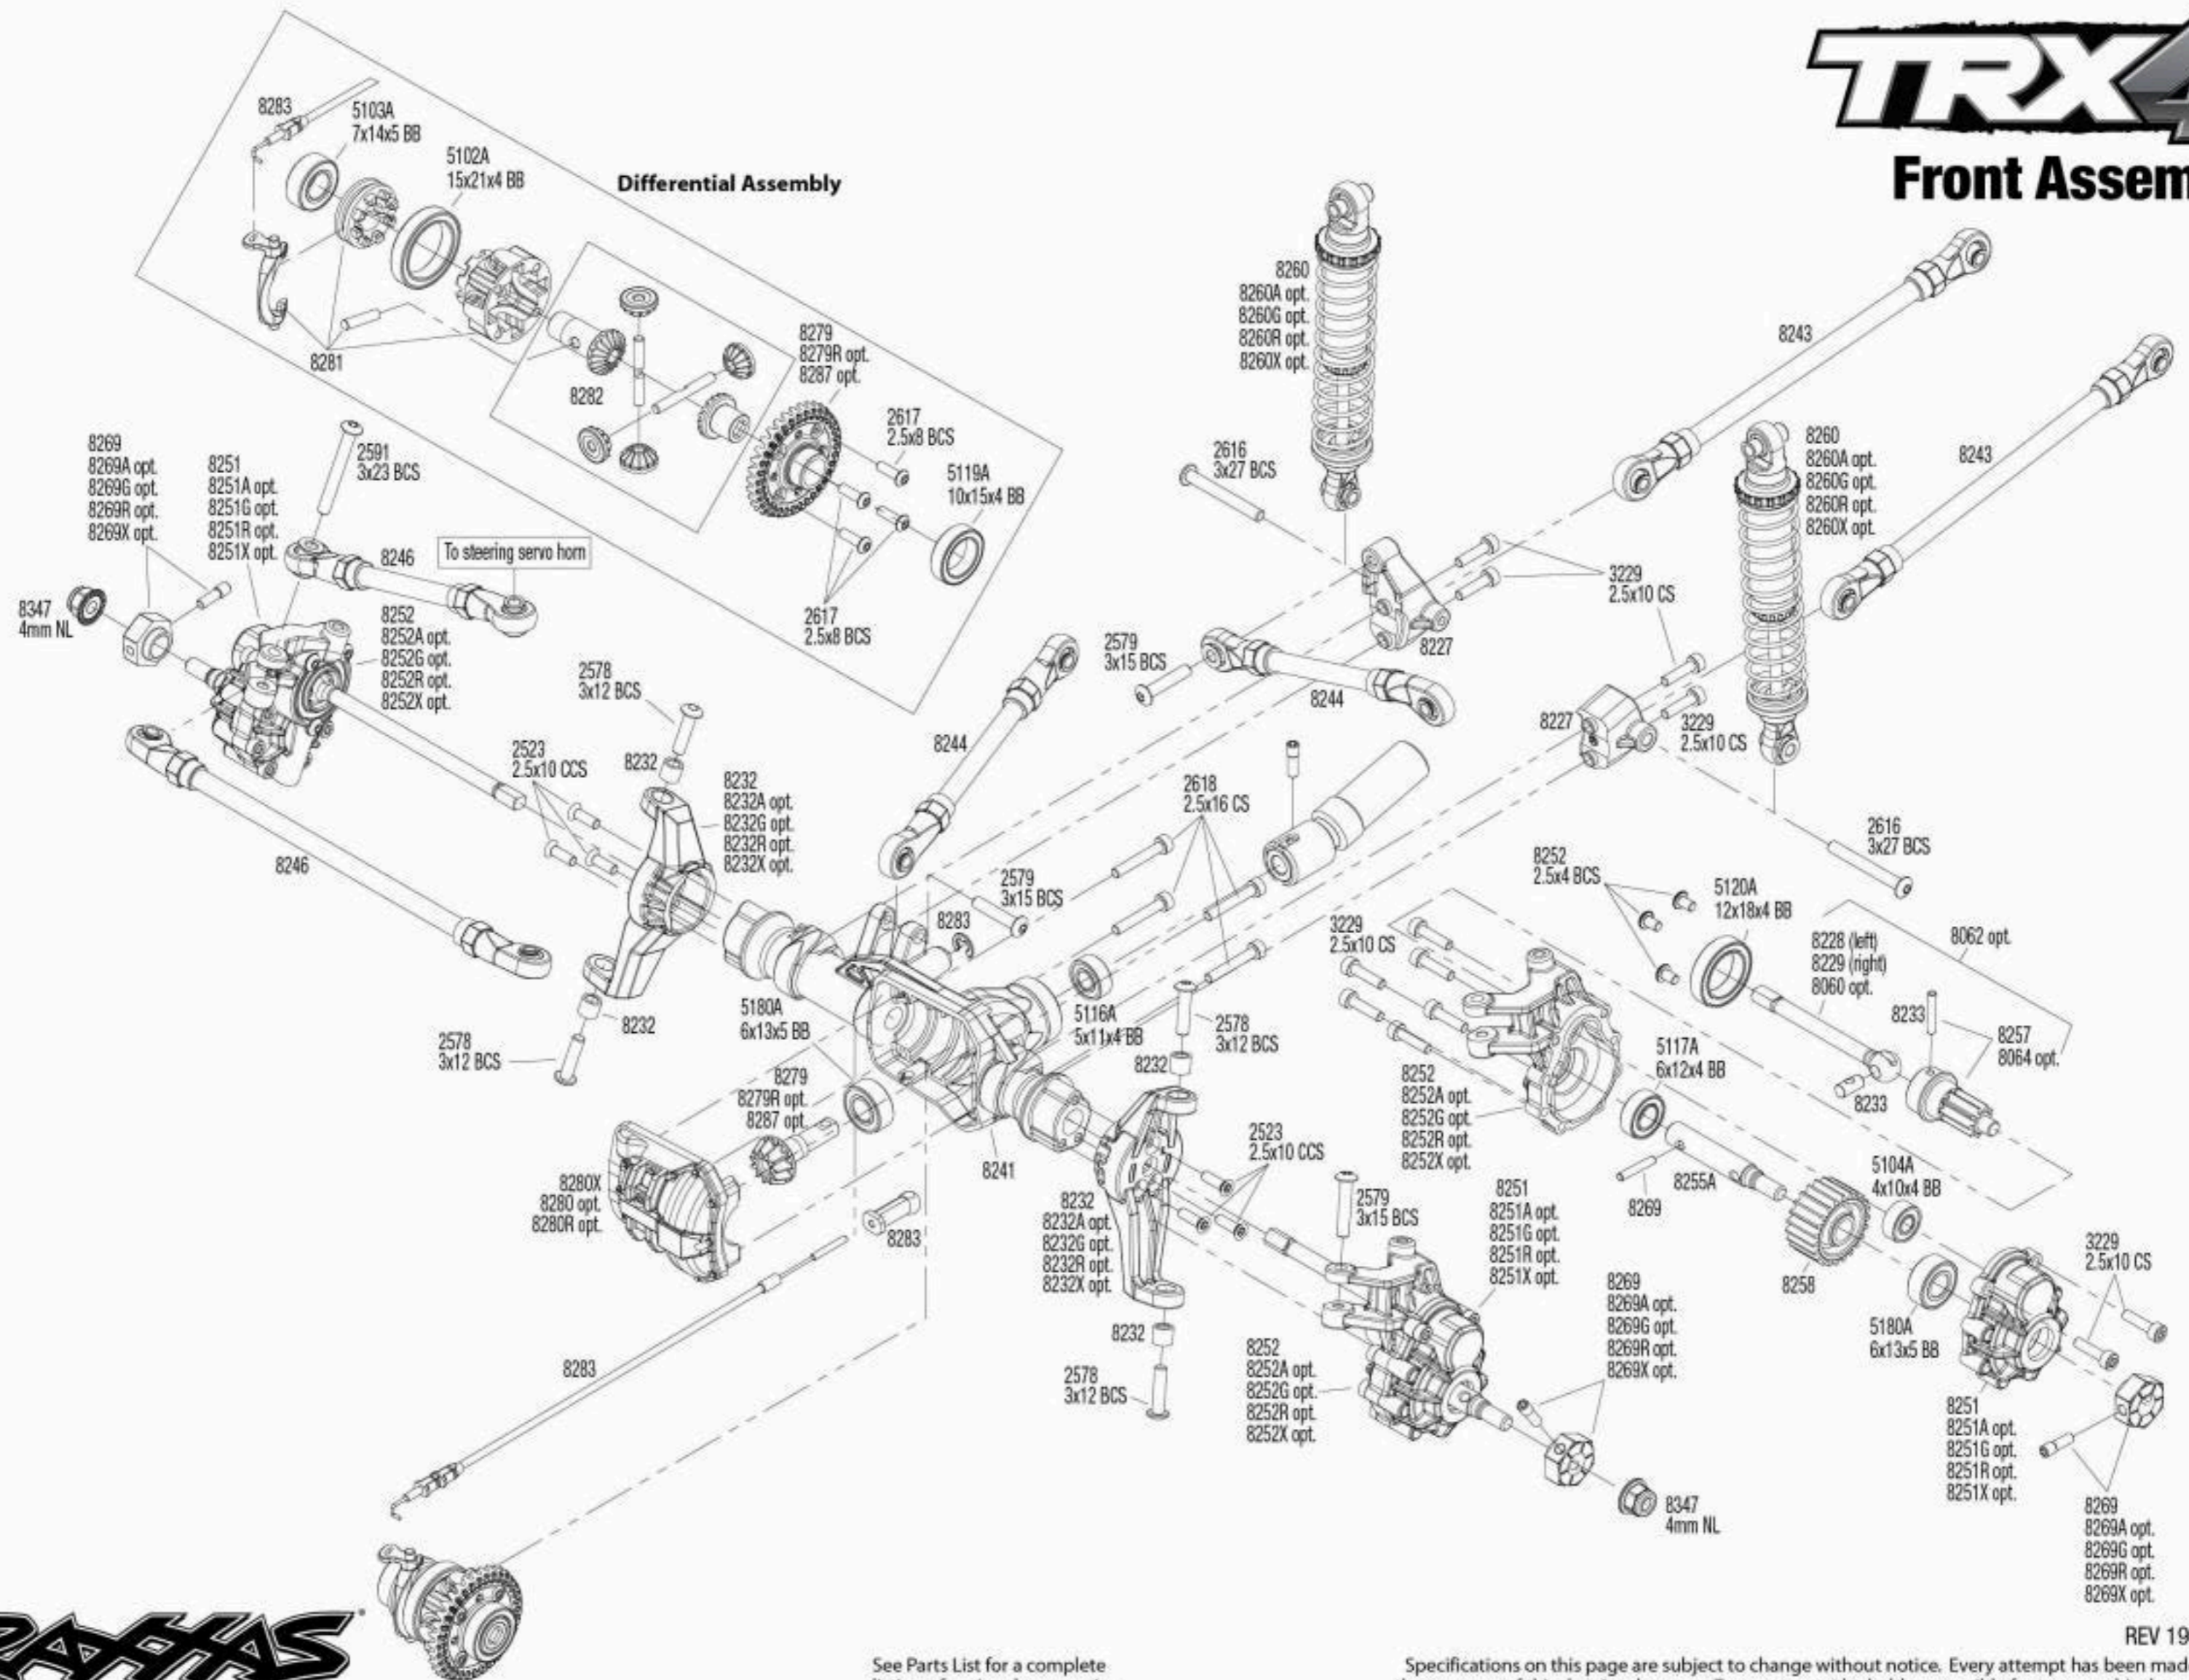 TRX4
Front Assem
Differential Assembly
8283
5103A
7x14x5 BB
5102A
15x21x4 BB
8281
8282
8279
8279R opt.
8287 opt.
2617
2.5x8 BCS
5119A
10x15x4 BB
2617
2.5x8 BCS
8269
8269A opt.
8269G opt.
8269R opt.
8269X opt.
8251
8251A opt.
8251G opt.
8251R opt.
8251X opt.
2591
3x23 BCS
8246
To steering servo horn
8347
4mm NL
8252
8252A opt.
8252G opt.
8252R opt.
8252X opt.
8246
2578
3x12 BCS
2523
2.5x10 CCS
8232
8232
8232A opt.
8232G opt.
8232R opt.
8232X opt.
8232
2578
3x12 BCS
8260
8260A opt.
8260G opt.
8260R opt.
8260X opt.
8243
8243
2616
3x27 BCS
8260
8260A opt.
8260G opt.
8260R opt.
8260X opt.
3229
2.5x10 CS
8227
2579
3x15 BCS
8244
8244
8227
3229
2.5x10 CS
2618
2.5x16 CS
2616
3x27 BCS
2579
3x15 BCS
8283
5180A
6x13x5 BB
5116A
5x11x4 BB
2578
3x12 BCS
8232
8279
8279R opt.
8287 opt.
8241
8280X
8280 opt.
8280R opt.
8283
8283
2523
2.5x10 CCS
8232
8232A opt.
8232G opt.
8232R opt.
8232X opt.
8232
2578
3x12 BCS
8252
2.5x4 BCS
5120A
12x18x4 BB
3229
2.5x10 CS
8228 (left)
8229 (right)
8060 opt.
8062 opt.
8233
8257
8064 opt.
8233
5117A
6x12x4 BB
8252
8252A opt.
8252G opt.
8252R opt.
8252X opt.
8269
8255A
5104A
4x10x4 BB
8258
5180A
6x13x5 BB
3229
2.5x10 CS
2579
3x15 BCS
8251
8251A opt.
8251G opt.
8251R opt.
8251X opt.
8269
8269A opt.
8269G opt.
8269R opt.
8269X opt.
8252
8252A opt.
8252G opt.
8252R opt.
8252X opt.
8347
4mm NL
8251
8251A opt.
8251G opt.
8251R opt.
8251X opt.
8269
8269A opt.
8269G opt.
8269R opt.
8269X opt.
REV 19
RAXXAS
See Parts List for a complete
Specifications on this page are subject to change without notice. Every attempt has been mad